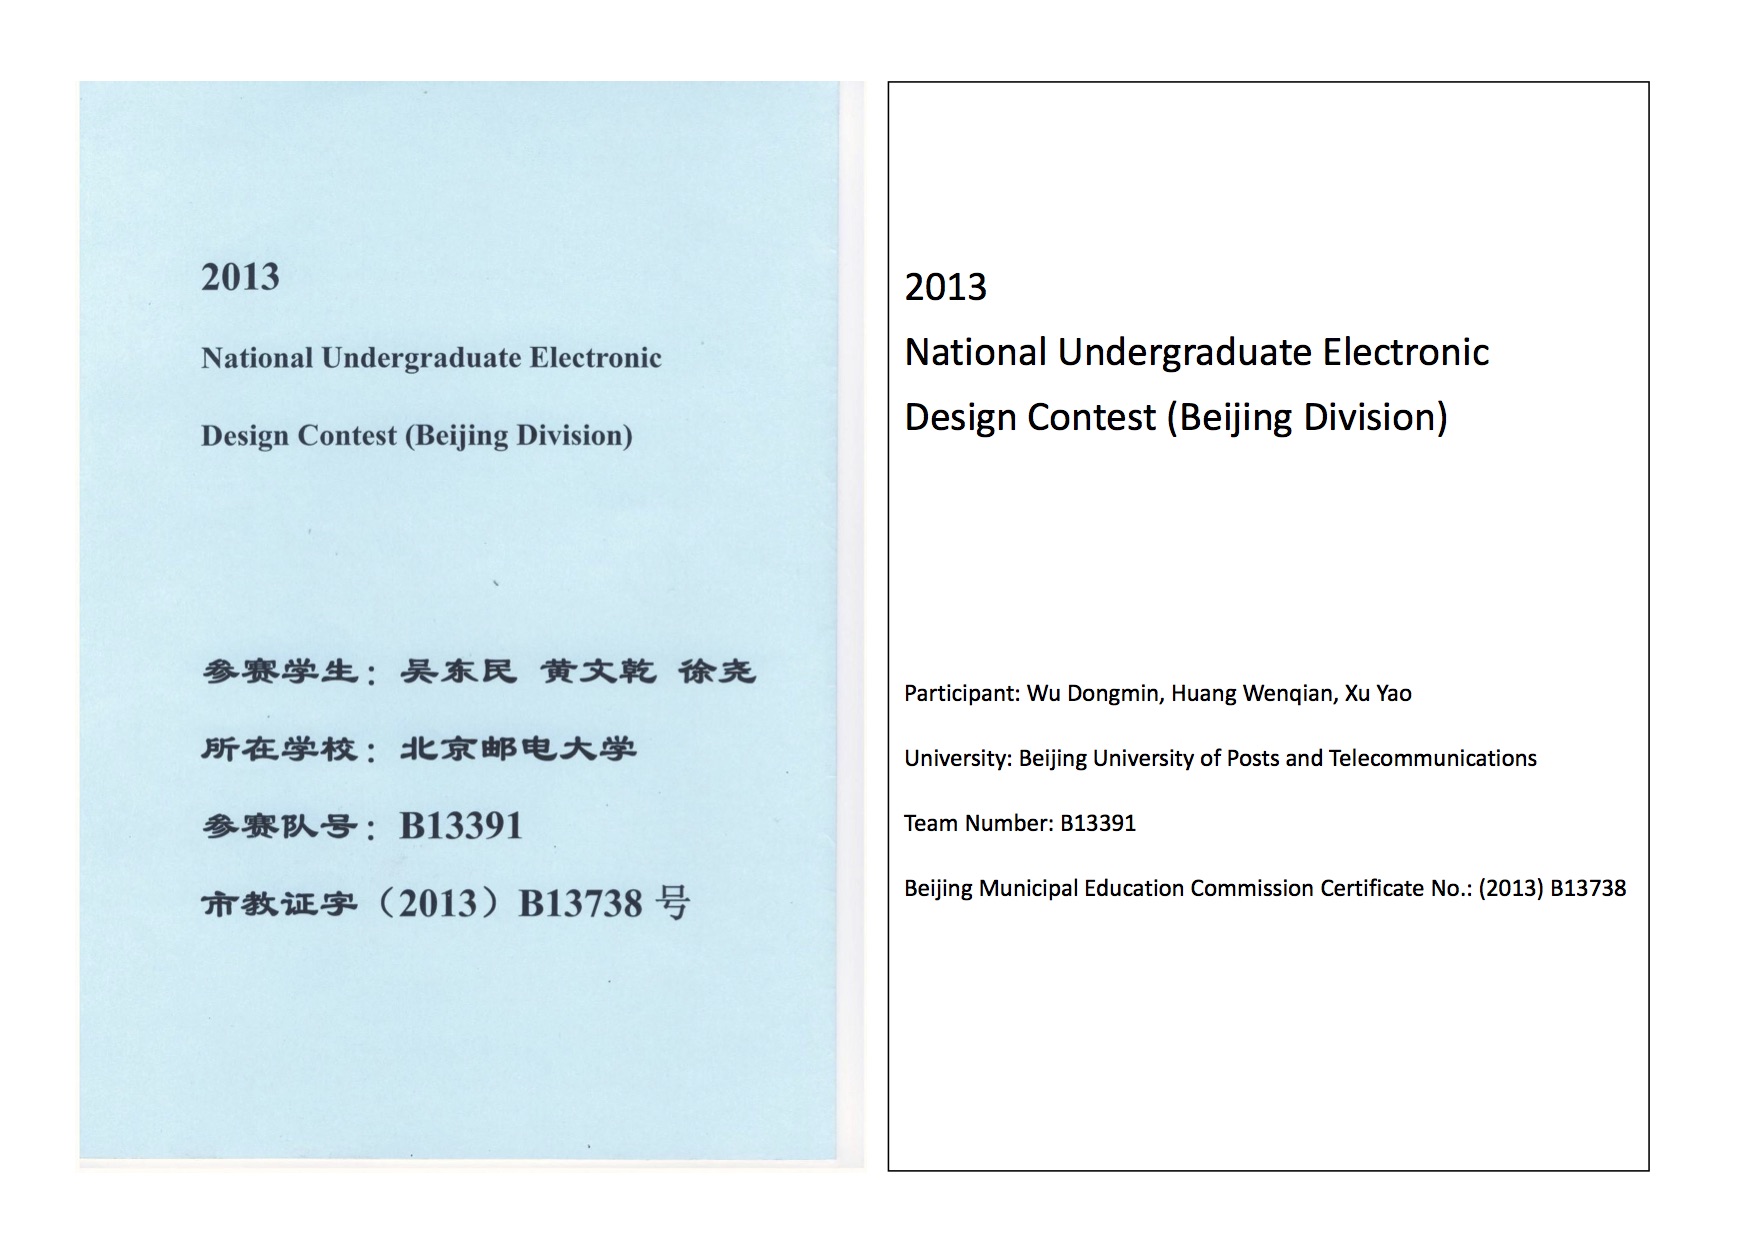 2013
National Undergraduate Electronic
Design Contest (Beijing Division)
参赛学生：吴东民 黄文乾 徐尧
所在学校：北京邮电大学
参赛队号：B13391
市教证字（2013）B13738 号
2013
National Undergraduate Electronic
Design Contest (Beijing Division)
Participant: Wu Dongmin, Huang Wenqian, Xu Yao
University: Beijing University of Posts and Telecommunications
Team Number: B13391
Beijing Municipal Education Commission Certificate No.: (2013) B13738